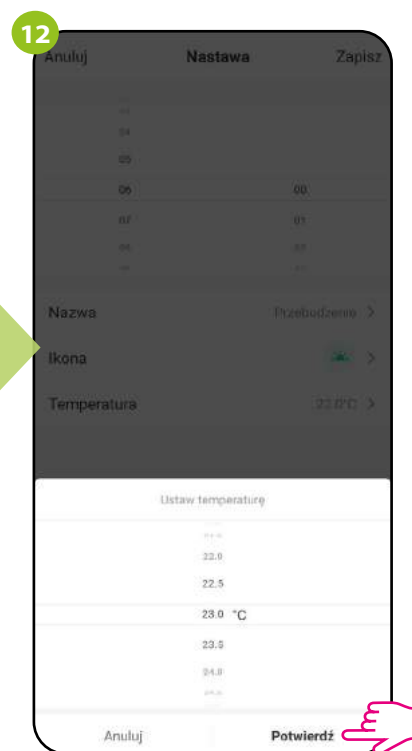 12
Anuluj Nastawa Zapisz
04
05
06 00
07 01
Nazwa Przebudzenie >
Ikona >
Temperatura 23.0°C >
Ustaw temperaturę
22.0
22.5
23.0 °C
23.5
24.0
Anuluj Potwierdź